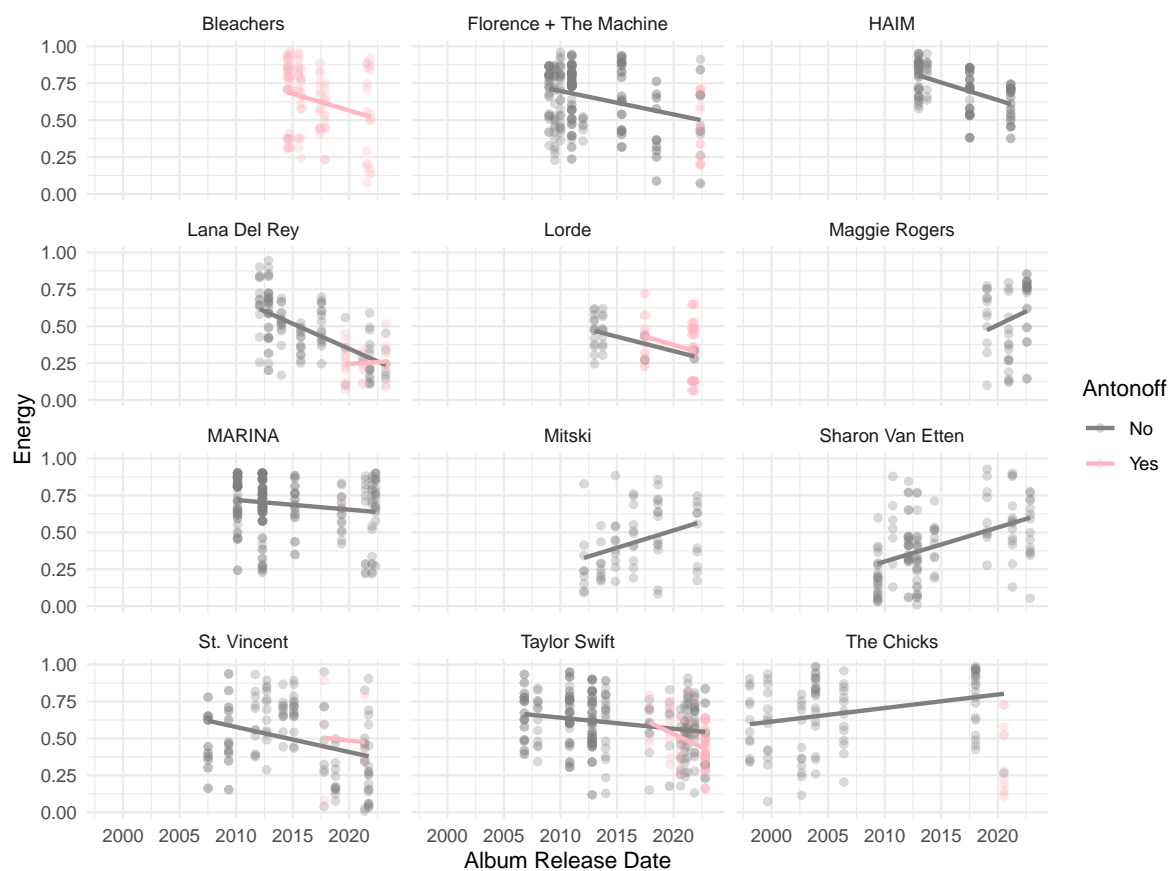 Bleachers Florence + The Machine HAIM
1.00
0.75
0.50
0.25
0.00
Lana Del Rey Lorde Maggie Rogers
1.00
0.75
0.50
0.25
0.00
MARINA Mitski Sharon Van Etten
1.00
0.75
0.50
0.25
0.00
St. Vincent Taylor Swift The Chicks
1.00
0.75
0.50
0.25
0.00
2000 2005 2010 2015 2020 2000 2005 2010 2015 2020 2000 2005 2010 2015 2020
Album Release Date
Energy
Antonoff
No
Yes